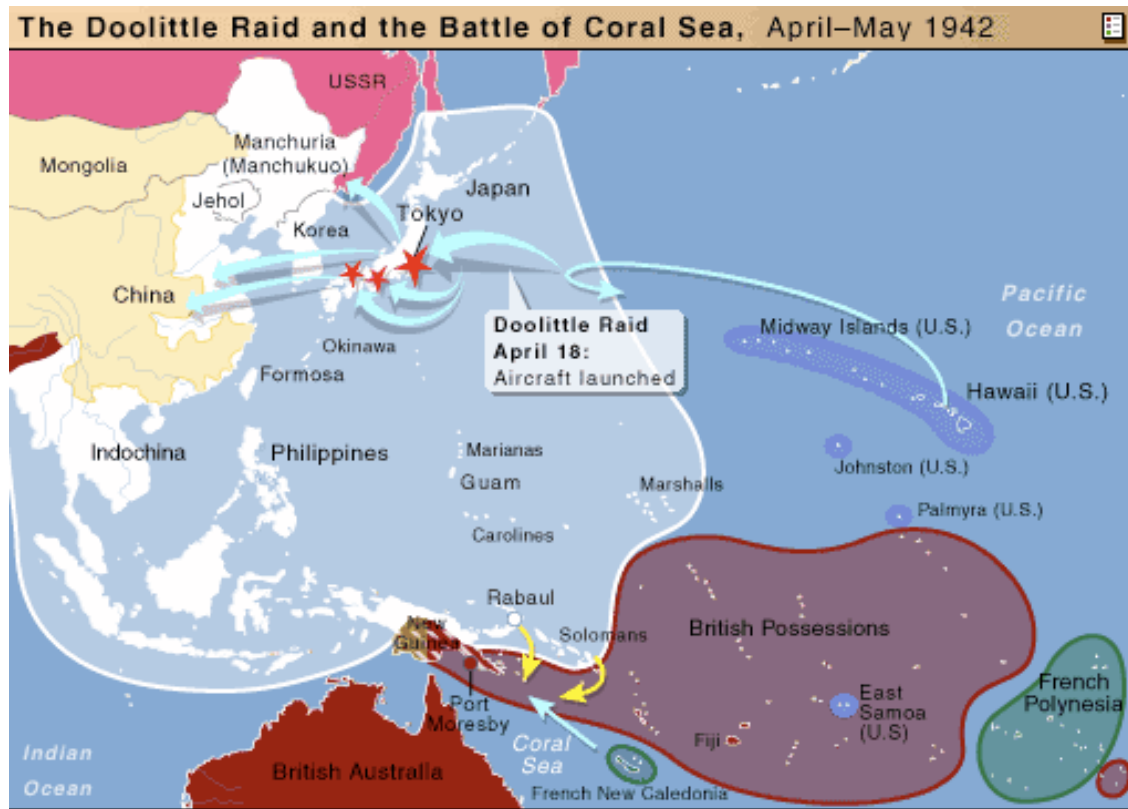 The Doolittle Raid and the Battle of Coral Sea, April–May 1942
USSR
Mongolia
Manchuria
(Manchukuo)
Jehol
Japan
Korea
Tokyo
China
Pacific
Ocean
Doolittle Raid
April 18:
Aircraft launched
Midway Islands (U.S.)
Okinawa
Formosa
Hawaii (U.S.)
Indochina
Philippines
Marianas
Johnston (U.S.)
Guam
Marshalls
Palmyra (U.S.)
Carolines
Rabaul
New
Guinea
Solomans
British Possessions
Port
Moresby
East
Samoa
(U.S)
French
Polynesia
Fiji
Coral
Sea
Indian
Ocean
British Australia
French New Caledonia